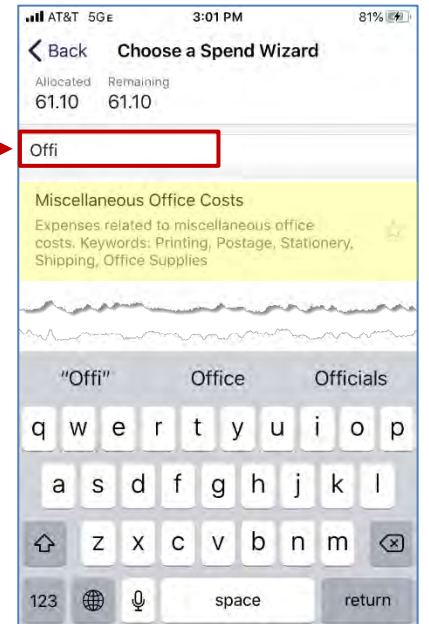 AT&T 5GE 3:01 PM 81%
Back Choose a Spend Wizard
Allocated Remaining
61.10 61.10
Offi
Miscellaneous Office Costs
Expenses related to miscellaneous office
costs. Keywords: Printing, Postage, Stationery,
Shipping, Office Supplies
"Offi" Office Officials
q w e r t y u i o p
a s d f g h j k l
z x c v b n m
123 space return